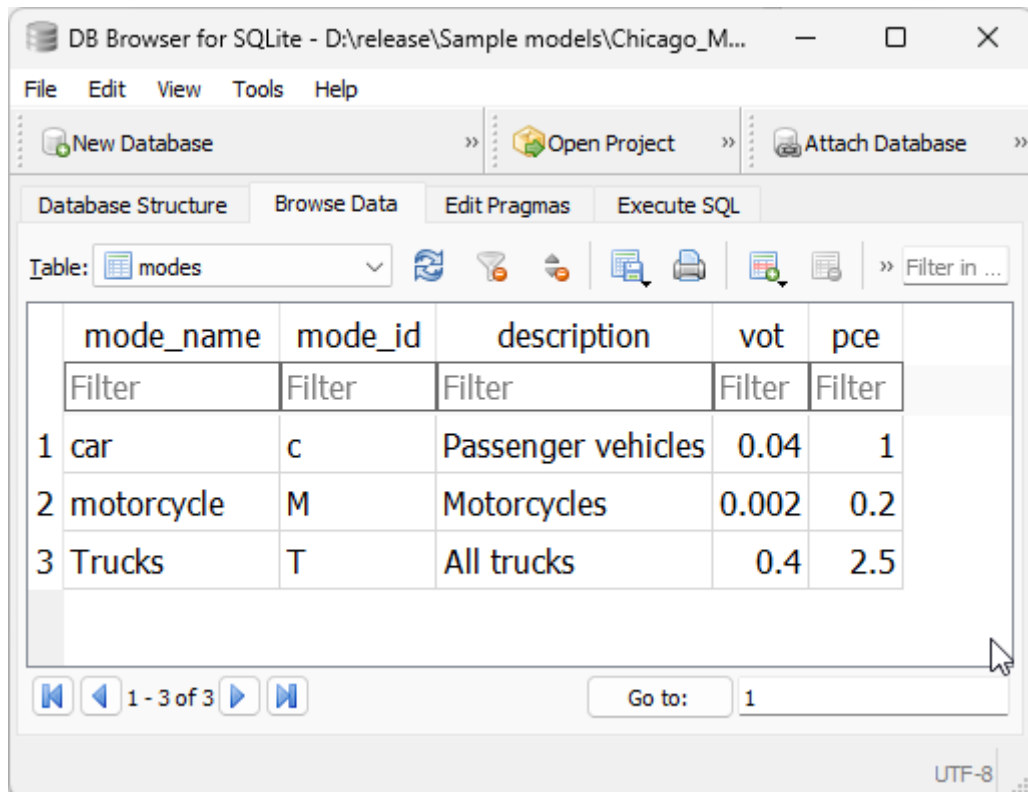 DB Browser for SQLite - D:\release\Sample models\Chicago_M...
File Edit View Tools Help
New Database » Open Project » Attach Database »
Database Structure Browse Data Edit Pragmas Execute SQL
Table: modes » Filter in ...
mode_name mode_id description vot pce
Filter Filter Filter Filter Filter
1 car c Passenger vehicles 0.04 1
2 motorcycle M Motorcycles 0.002 0.2
3 Trucks T All trucks 0.4 2.5
1 - 3 of 3 Go to: 1
UTF-8